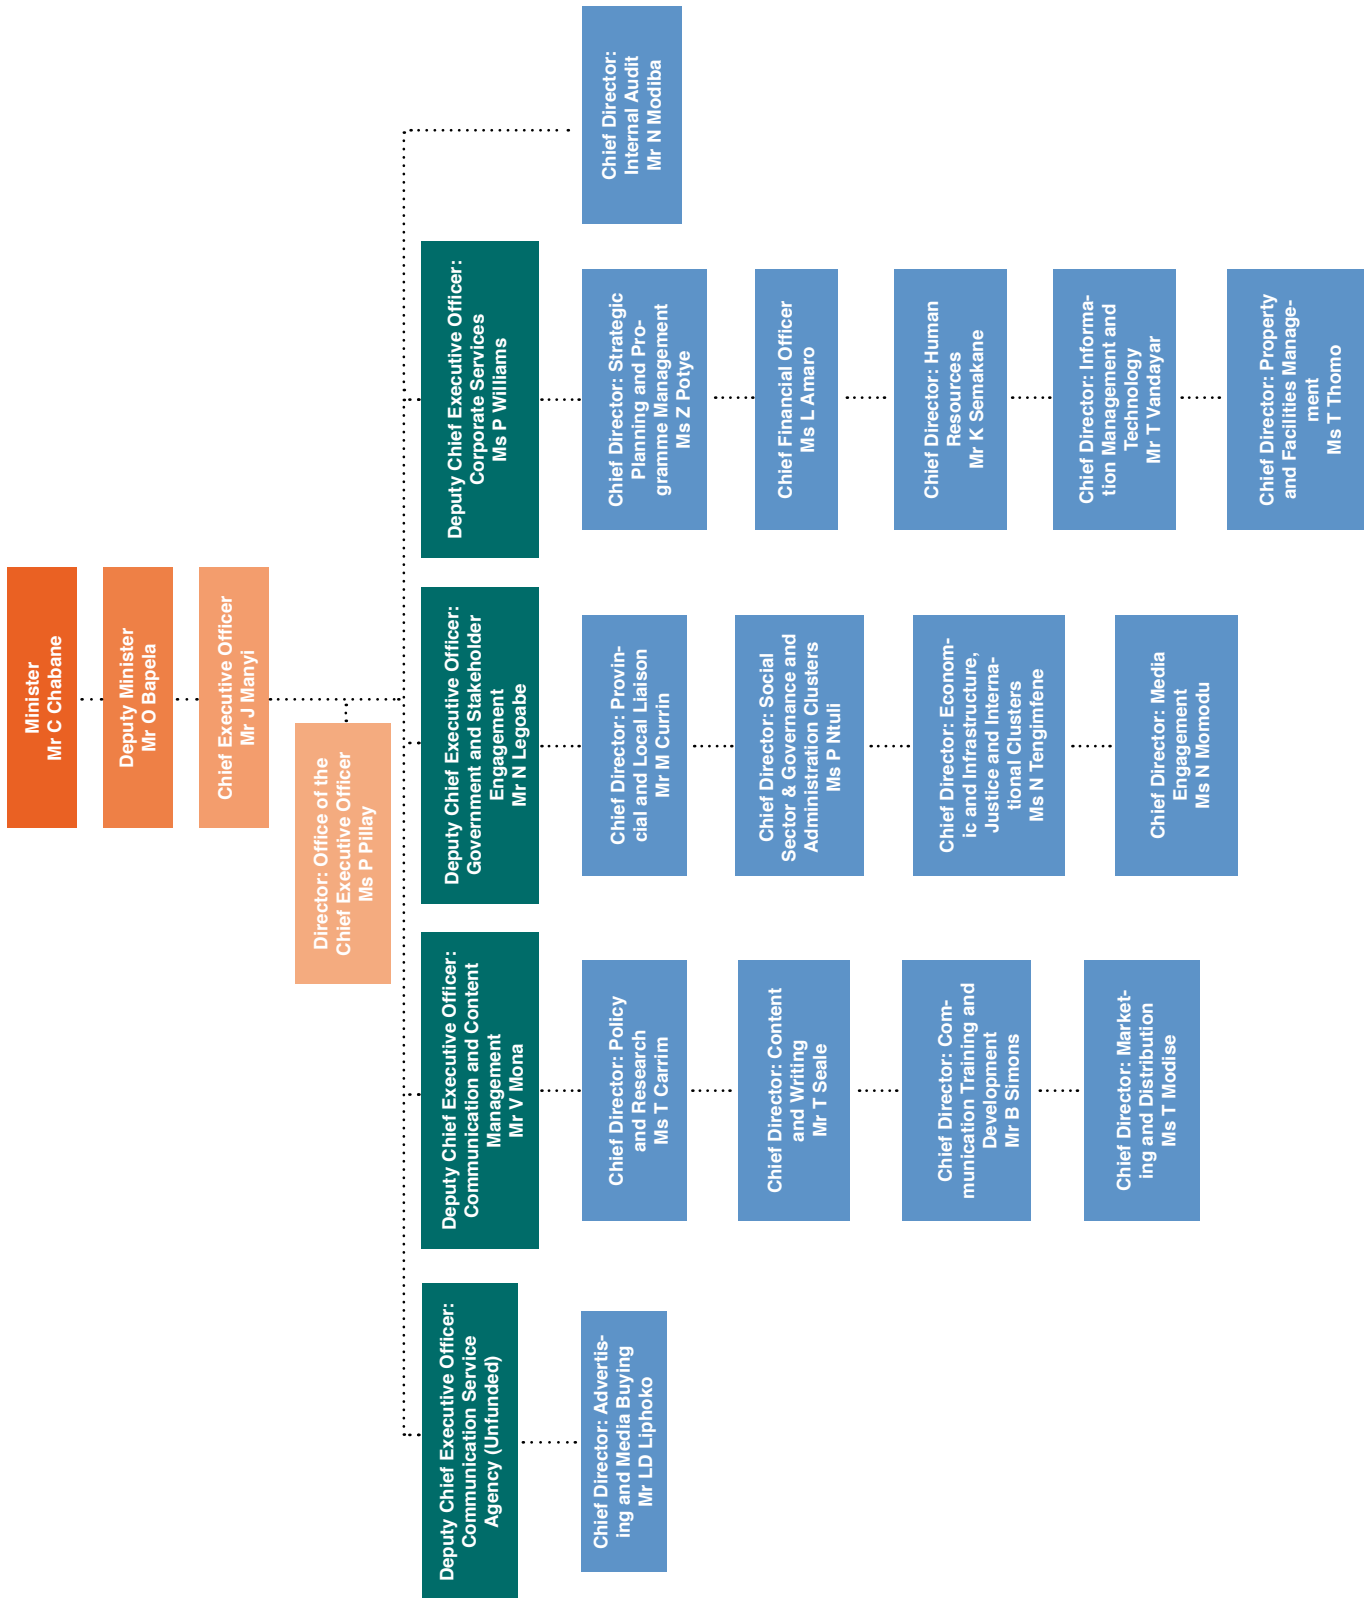 Minister
Mr C Chabane
Deputy Minister
Mr O Bapela
Chief Executive Officer
Mr J Manyi
Director: Office of the
Chief Executive Officer
Ms P Pillay
Deputy Chief Executive Officer:
Communication Service
Agency (Unfunded)
Chief Director: Advertis-
ing and Media Buying
Mr LD Liphoko
Deputy Chief Executive Officer:
Communication and Content
Management
Mr V Mona
Chief Director: Policy
and Research
Ms T Carrim
Chief Director: Content
and Writing
Mr T Seale
Chief Director: Com-
munication Training and
Development
Mr B Simons
Chief Director: Market-
ing and Distribution
Ms T Modise
Deputy Chief Executive Officer:
Government and Stakeholder
Engagement
Mr N Legoabe
Chief Director: Provin-
cial and Local Liaison
Mr M Currin
Chief Director: Social
Sector & Governance and
Administration Clusters
Ms P Ntuli
Chief Director: Econom-
ic and Infrastructure,
Justice and Interna-
tional Clusters
Ms N Tengimfene
Chief Director: Media
Engagement
Ms N Momodu
Deputy Chief Executive Officer:
Corporate Services
Ms P Williams
Chief Director: Strategic
Planning and Pro-
gramme Management
Ms Z Potye
Chief Financial Officer
Ms L Amaro
Chief Director: Human
Resources
Mr K Semakane
Chief Director: Informa-
tion Management and
Technology
Mr T Vandayar
Chief Director: Property
and Facilities Manage-
ment
Ms T Thomo
Chief Director:
Internal Audit
Mr N Modiba